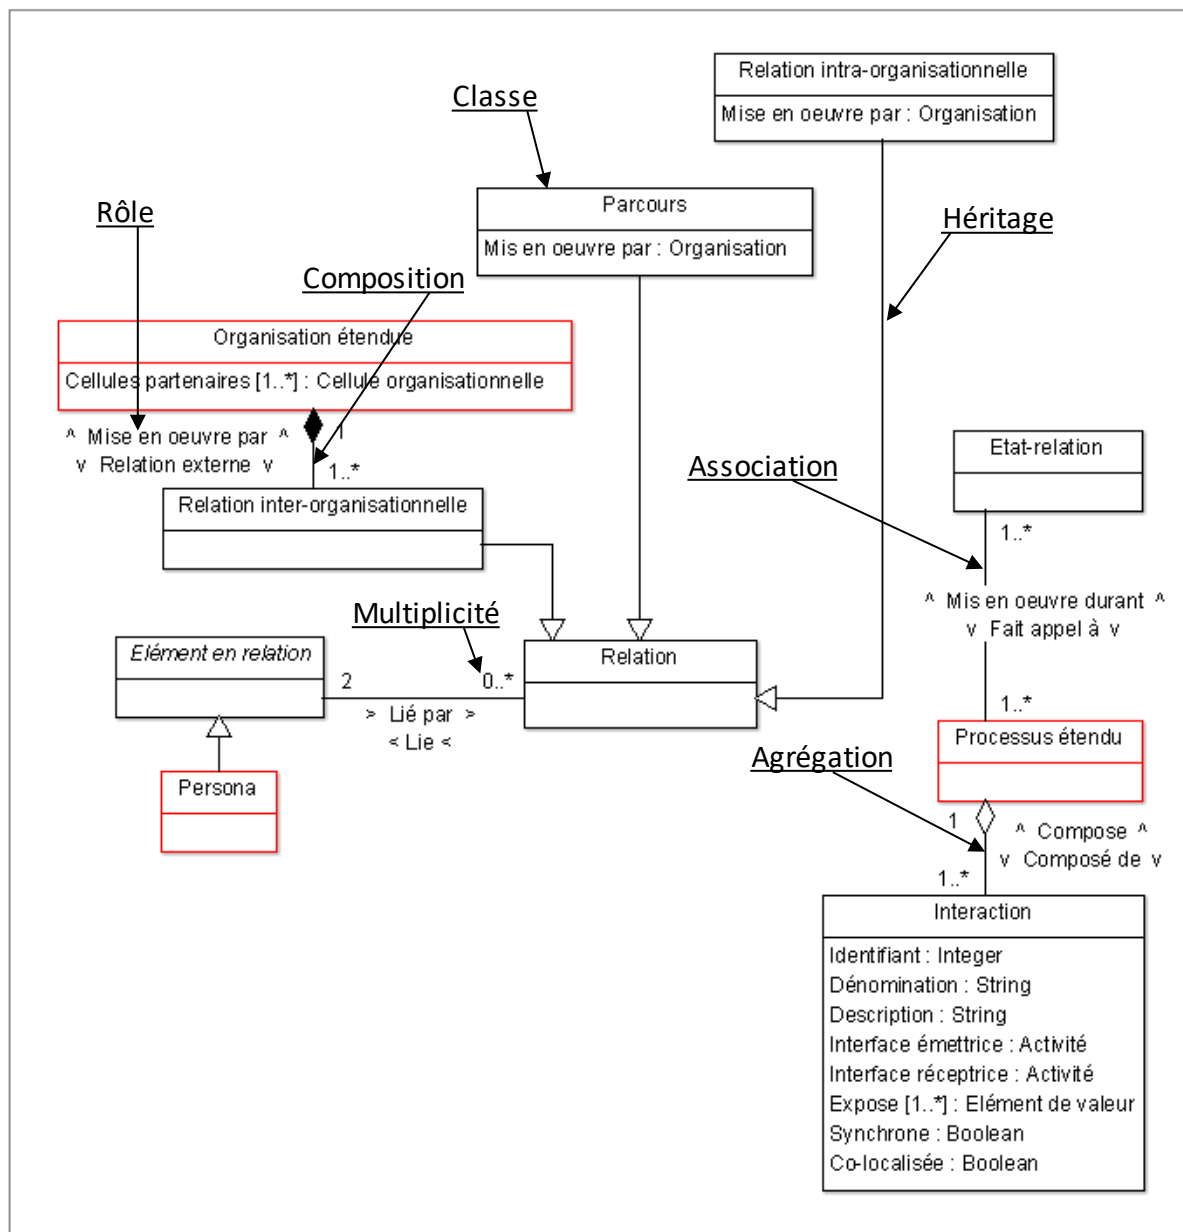 Relation intra-organisationnelle
Mise en oeuvre par : Organisation
Classe
Parcours
Mis en oeuvre par : Organisation
Rôle
Héritage
Composition
Organisation étendue
Cellules partenaires [1..*] : Cellule organisationnelle
^ Mise en oeuvre par ^
v Relation externe v
1
1..*
Relation inter-organisationnelle
Association
Etat-relation
1..*
^ Mis en oeuvre durant ^
v Fait appel à v
1..*
Multiplicité
Elément en relation
2
0..*
> Lié par >
< Lie <
Relation
Persona
Processus étendu
Agrégation
1
^ Compose ^
v Composé de v
1..*
Interaction
Identifiant : Integer
Dénomination : String
Description : String
Interface émettrice : Activité
Interface réceptrice : Activité
Expose [1..*] : Elément de valeur
Synchrone : Boolean
Co-localisée : Boolean